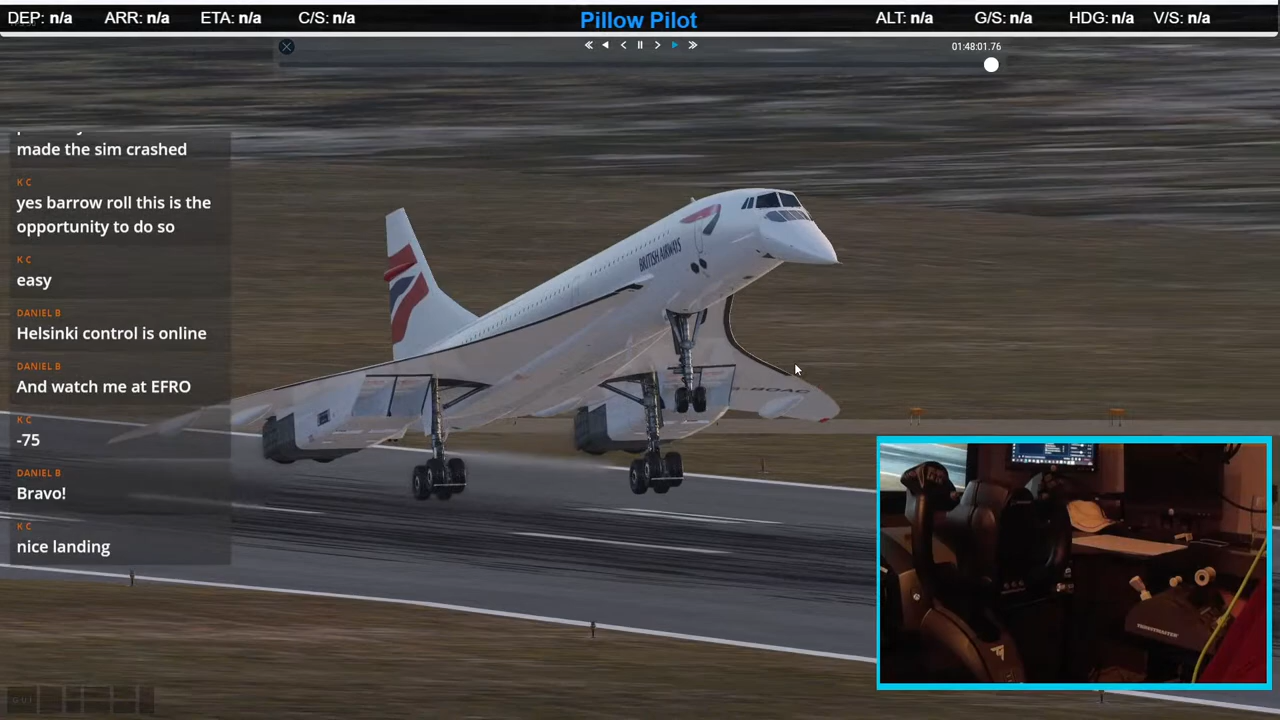 DEP: n/a ARR: n/a ETA: n/a C/S: n/a Pillow Pilot ALT: n/a G/S: n/a HDG: n/a V/S: n/a
01:48:01.76
made the sim crashed
K C
yes barrow roll this is the
opportunity to do so
K C
easy
DANIEL B
Helsinki control is online
DANIEL B
And watch me at EFRO
K C
-75
DANIEL B
Bravo!
K C
nice landing
BRITISH AIRWAYS
THRUSTMASTER